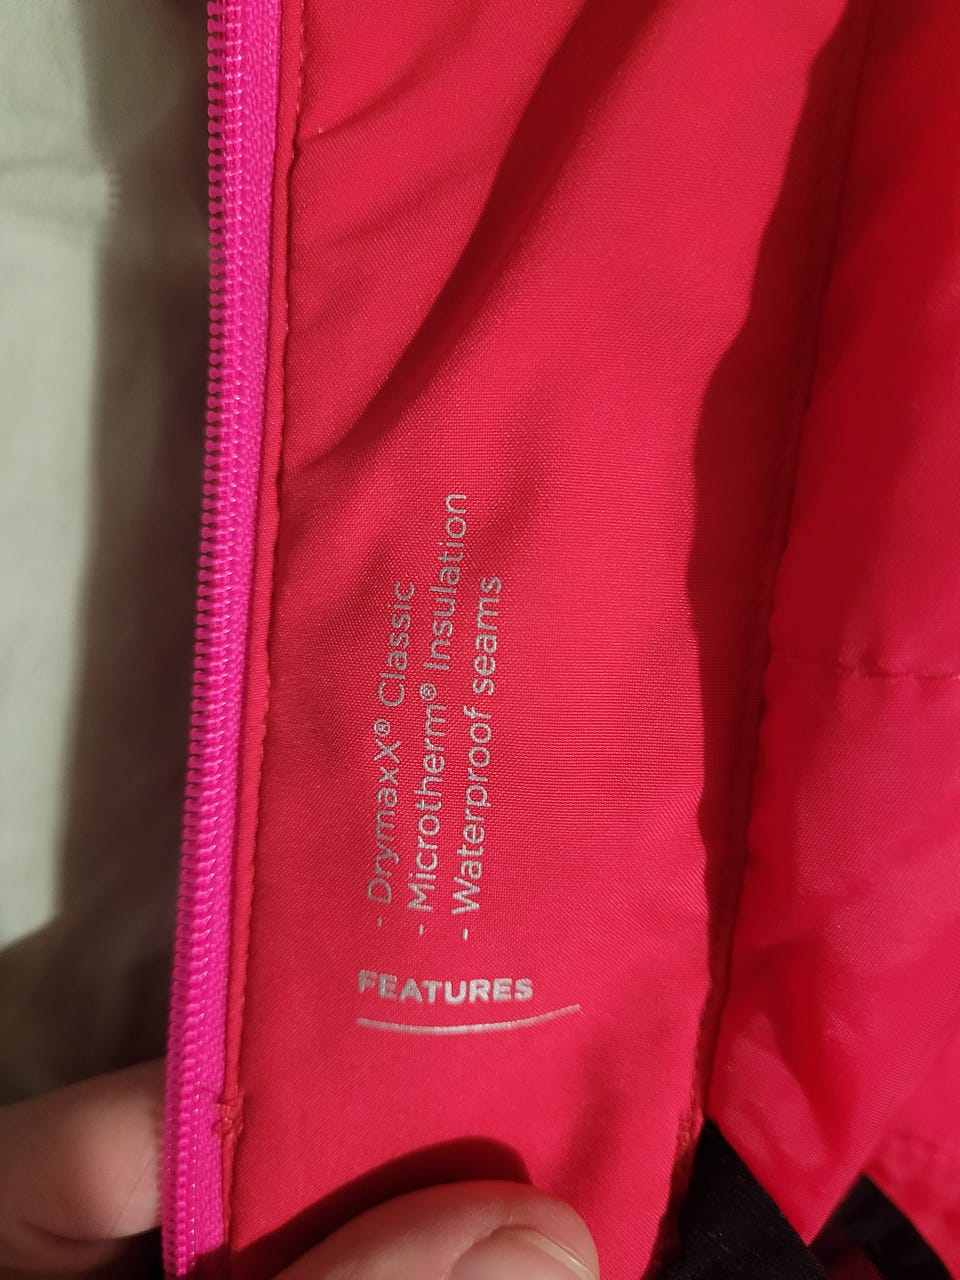 FEATURES
- DrymaxX® Classic
- Microtherm® Insulation
- Waterproof seams